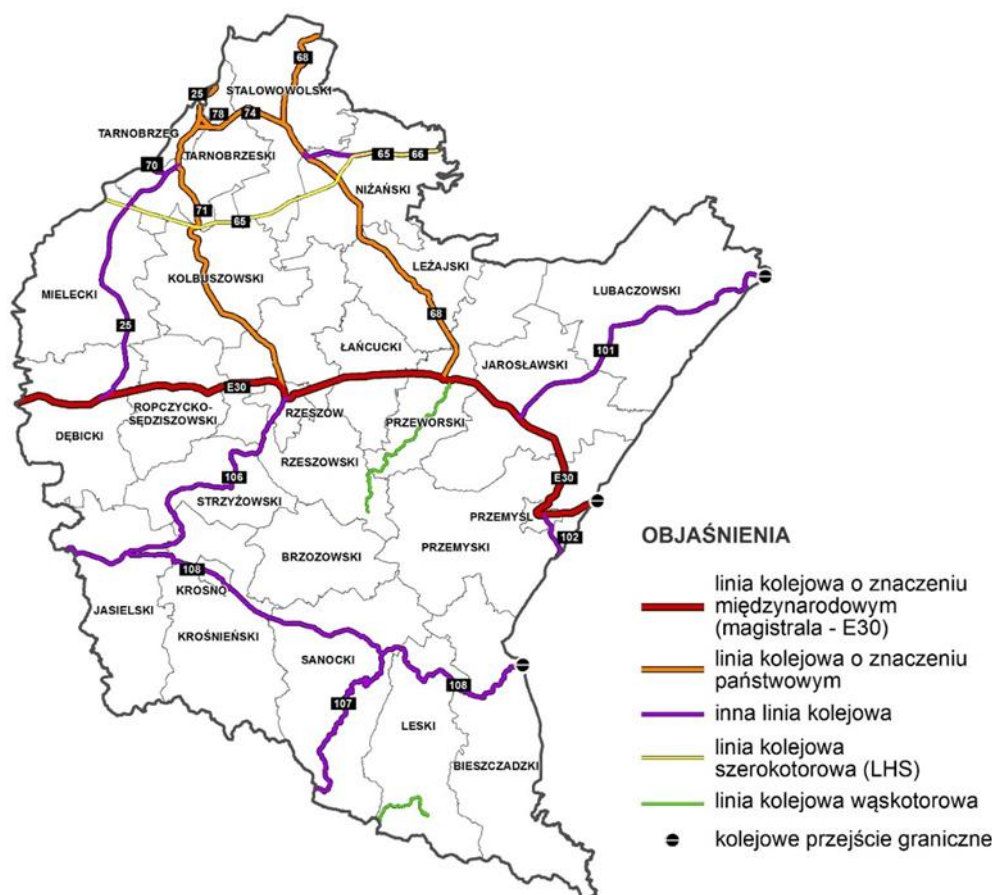 68
25
STALOWOWOLSKI
78
74
TARNOBRZEG
70
TARNOBRZESKI
65
66
NIŻAŃSKI
71
65
LEŻAJSKI
KOLBUSZOWSKI
LUBACZOWSKI
MIELECKI
68
25
ŁAŃCUCKI
101
JAROSŁAWSKI
E30
ROPCZYCKO-
SĘDZISZOWSKI
RZESZÓW
PRZEWORSKI
DĘBICKI
RZESZOWSKI
106
E30
STRZYŻOWSKI
PRZEMYŚL
102
BRZOZOWSKI
PRZEMYSKI
108
JASIELSKI
KROSNO
KROŚNIEŃSKI
SANOCKI
108
107
LESKI
BIESZCZADZKI
OBJAŚNIENIA
linia kolejowa o znaczeniu
międzynarodowym
(magistrala - E30)
linia kolejowa o znaczeniu
państwowym
inna linia kolejowa
linia kolejowa
szerokotorowa (LHS)
linia kolejowa wąskotorowa
kolejowe przejście graniczne